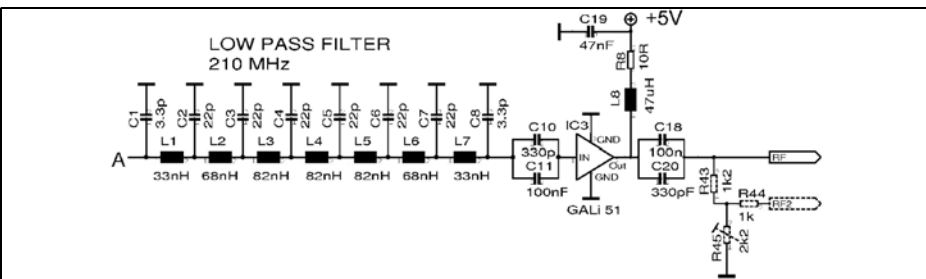 C19
47nF
+5V
LOW PASS FILTER
210 MHz
R8
10R
L8
47uH
C1
3.3p
C2
22p
C3
22p
C4
22p
C5
22p
C6
22p
C7
22p
C8
3.3p
A
L1
L2
L3
L4
L5
L6
L7
33nH
68nH
82nH
82nH
82nH
68nH
33nH
C10
330p
C11
100nF
IC3
GND
IN
Out
GND
GALi 51
C18
100n
C20
330pF
RF
R43
1k2
R44
1k
RF2
R45
2k2